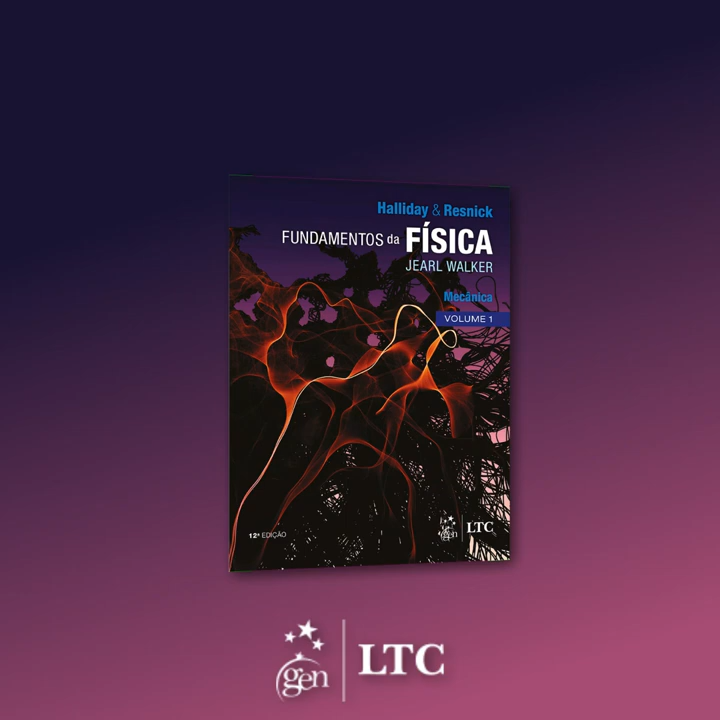 Halliday & Resnick
FUNDAMENTOS da FÍSICA
JEARL WALKER
Mecânica
VOLUME 1
12ª EDIÇÃO
gen LTC
gen LTC